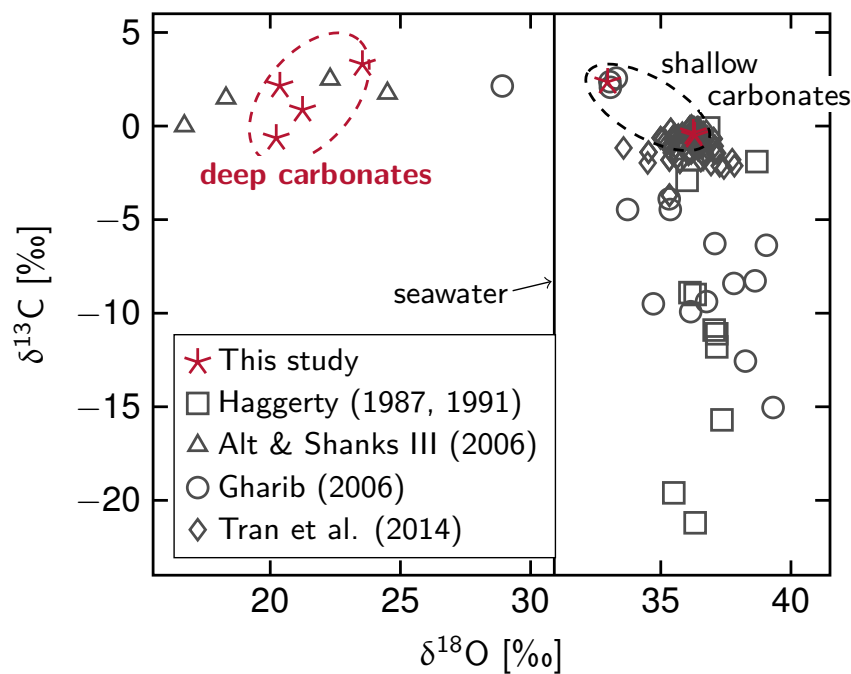 5
0
−5
−10
−15
−20
δ¹³C [‰]
shallow
carbonates
deep carbonates
seawater
This study
Haggerty (1987, 1991)
Alt & Shanks III (2006)
Gharib (2006)
Tran et al. (2014)
20
25
30
35
40
δ¹⁸O [‰]